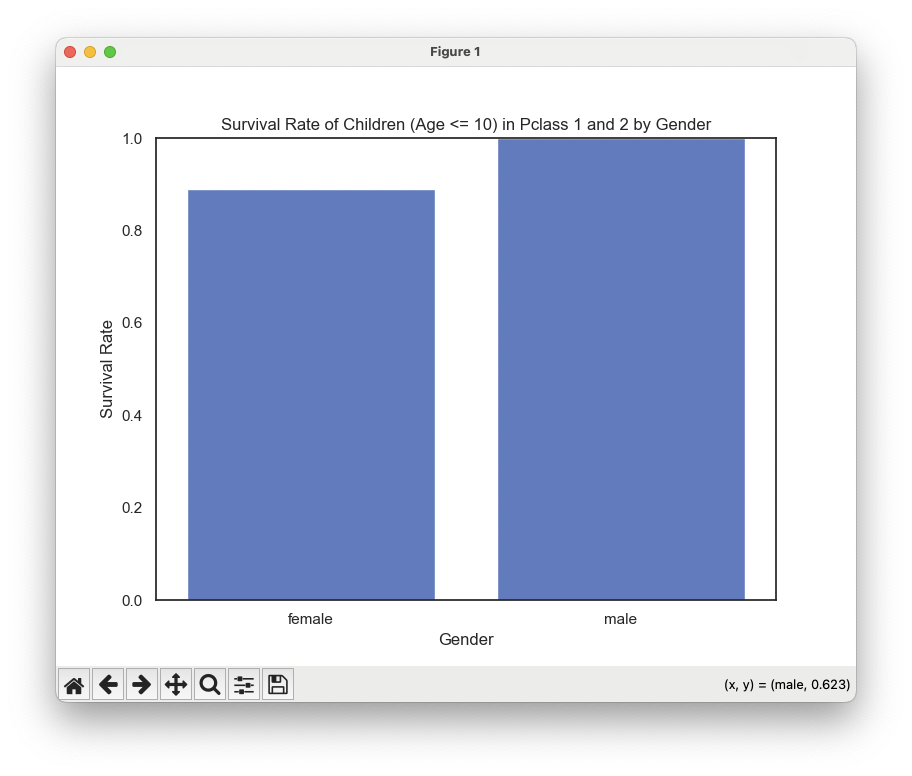 Figure 1
Survival Rate of Children (Age <= 10) in Pclass 1 and 2 by Gender
1.0
0.8
0.6
0.4
0.2
0.0
Survival Rate
female male
Gender
(x, y) = (male, 0.623)